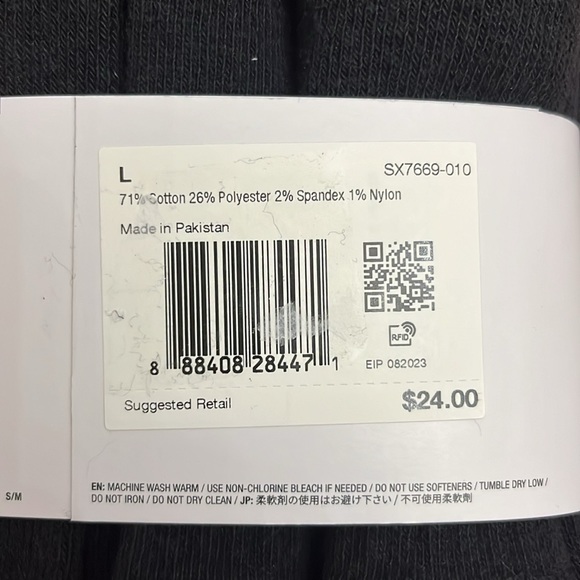 L
SX7669-010
71% Cotton 26% Polyester 2% Spandex 1% Nylon
Made in Pakistan
RFID
8 88408 28447 1
EIP 082023
Suggested Retail
$24.00
S/M
EN: MACHINE WASH WARM / USE NON-CHLORINE BLEACH IF NEEDED / DO NOT USE SOFTENERS / TUMBLE DRY LOW /
DO NOT IRON / DO NOT DRY CLEAN / JP: 柔軟剤の使用はお避け下さい / 不可使用柔軟劑